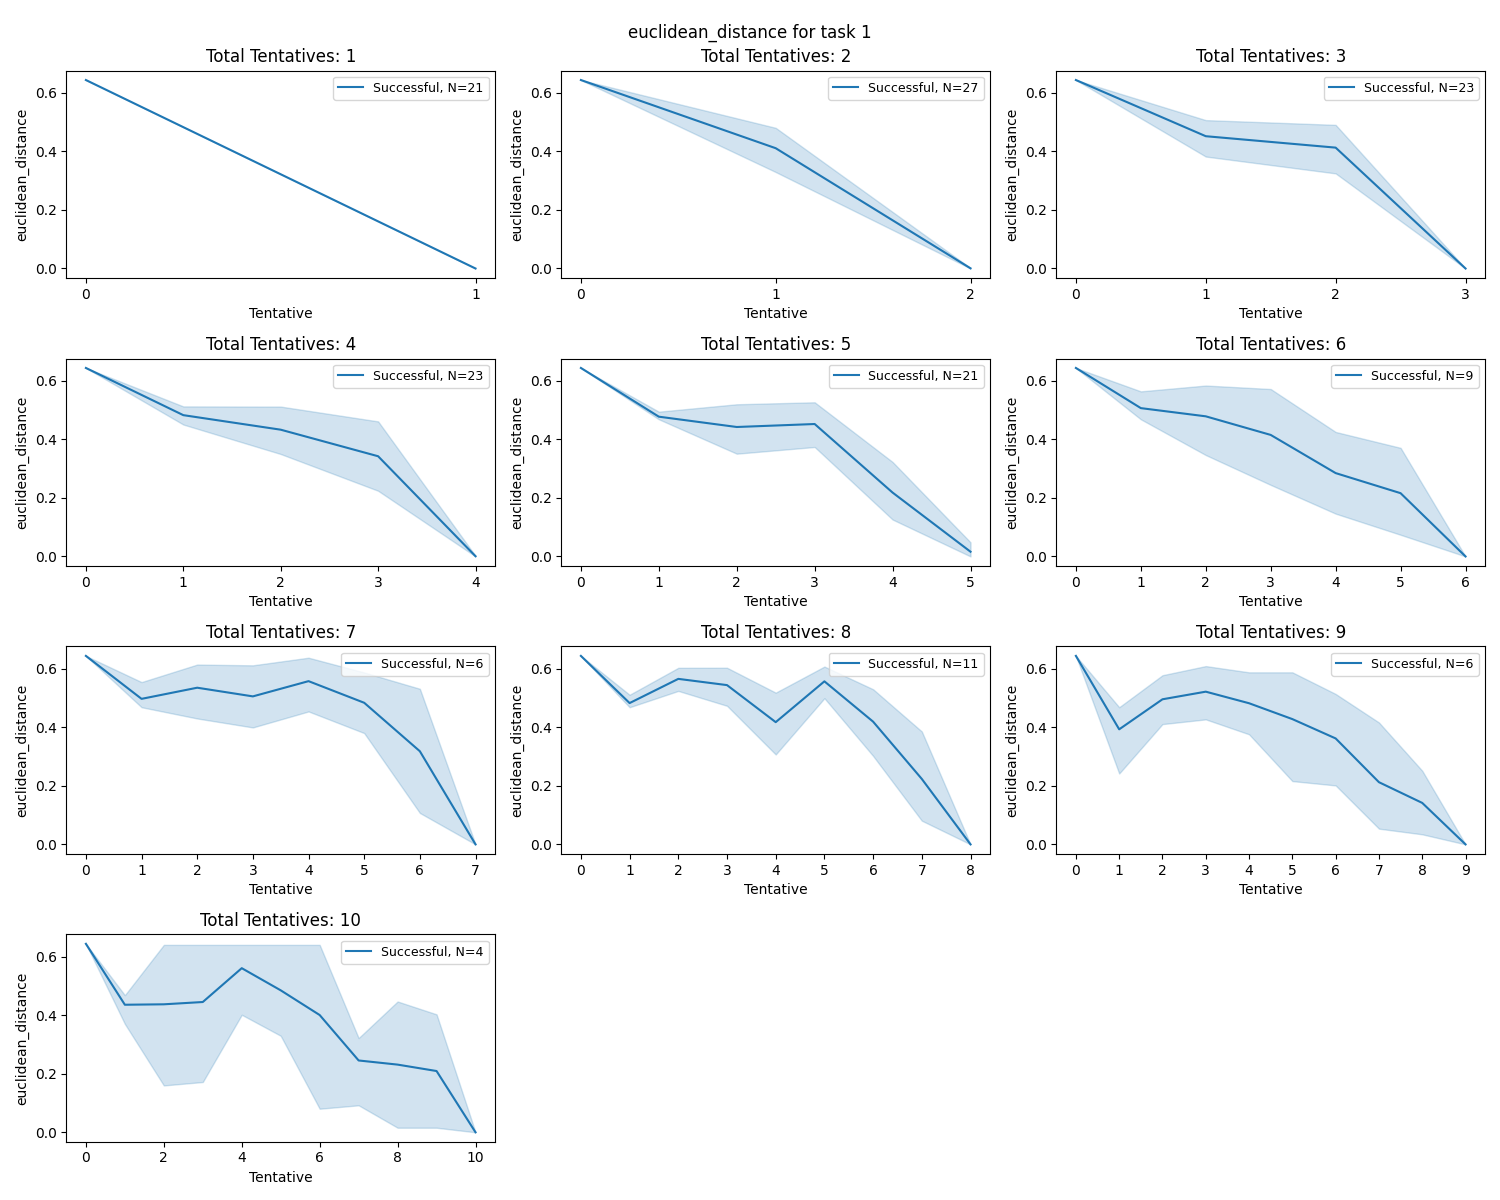 euclidean_distance for task 1
Total Tentatives: 1
euclidean_distance
0.6
0.4
0.2
0.0
Successful, N=21
0 1
Tentative
Total Tentatives: 2
euclidean_distance
0.6
0.4
0.2
0.0
Successful, N=27
0 1 2
Tentative
Total Tentatives: 3
euclidean_distance
0.6
0.4
0.2
0.0
Successful, N=23
0 1 2 3
Tentative
Total Tentatives: 4
euclidean_distance
0.6
0.4
0.2
0.0
Successful, N=23
0 1 2 3 4
Tentative
Total Tentatives: 5
euclidean_distance
0.6
0.4
0.2
0.0
Successful, N=21
0 1 2 3 4 5
Tentative
Total Tentatives: 6
euclidean_distance
0.6
0.4
0.2
0.0
Successful, N=9
0 1 2 3 4 5 6
Tentative
Total Tentatives: 7
euclidean_distance
0.6
0.4
0.2
0.0
Successful, N=6
0 1 2 3 4 5 6 7
Tentative
Total Tentatives: 8
euclidean_distance
0.6
0.4
0.2
0.0
Successful, N=11
0 1 2 3 4 5 6 7 8
Tentative
Total Tentatives: 9
euclidean_distance
0.6
0.4
0.2
0.0
Successful, N=6
0 1 2 3 4 5 6 7 8 9
Tentative
Total Tentatives: 10
euclidean_distance
0.6
0.4
0.2
0.0
Successful, N=4
0 2 4 6 8 10
Tentative